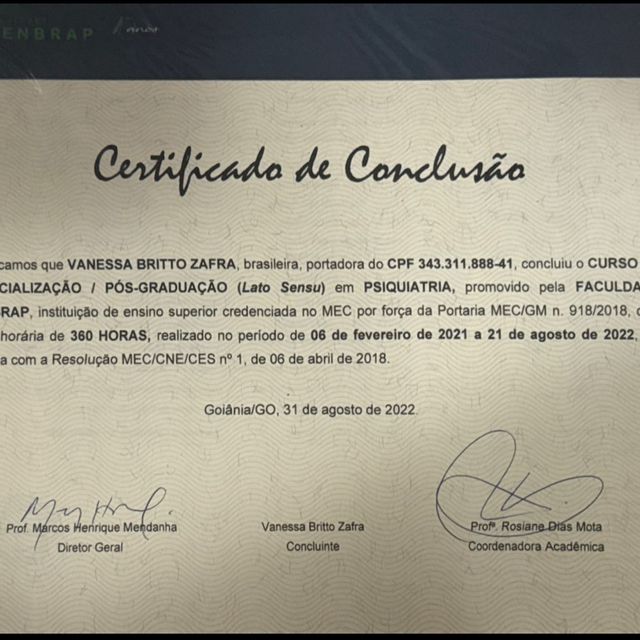 ENBRAP
Certificado de Conclusão
camos que VANESSA BRITTO ZAFRA, brasileira, portadora do CPF 343.311.888-41, concluiu o CURSO
CIALIZAÇÃO / PÓS-GRADUAÇÃO (Lato Sensu) em PSIQUIATRIA, promovido pela FACULDA
BRAP, instituição de ensino superior credenciada no MEC por força da Portaria MEC/GM n. 918/2018, c
horária de 360 HORAS, realizado no período de 06 de fevereiro de 2021 a 21 de agosto de 2022,
a com a Resolução MEC/CNE/CES nº 1, de 06 de abril de 2018.
Goiânia/GO, 31 de agosto de 2022.
Prof. Marcos Henrique Mendanha
Diretor Geral
Vanessa Britto Zafra
Concluinte
Profª. Rosiane Dias Mota
Coordenadora Acadêmica